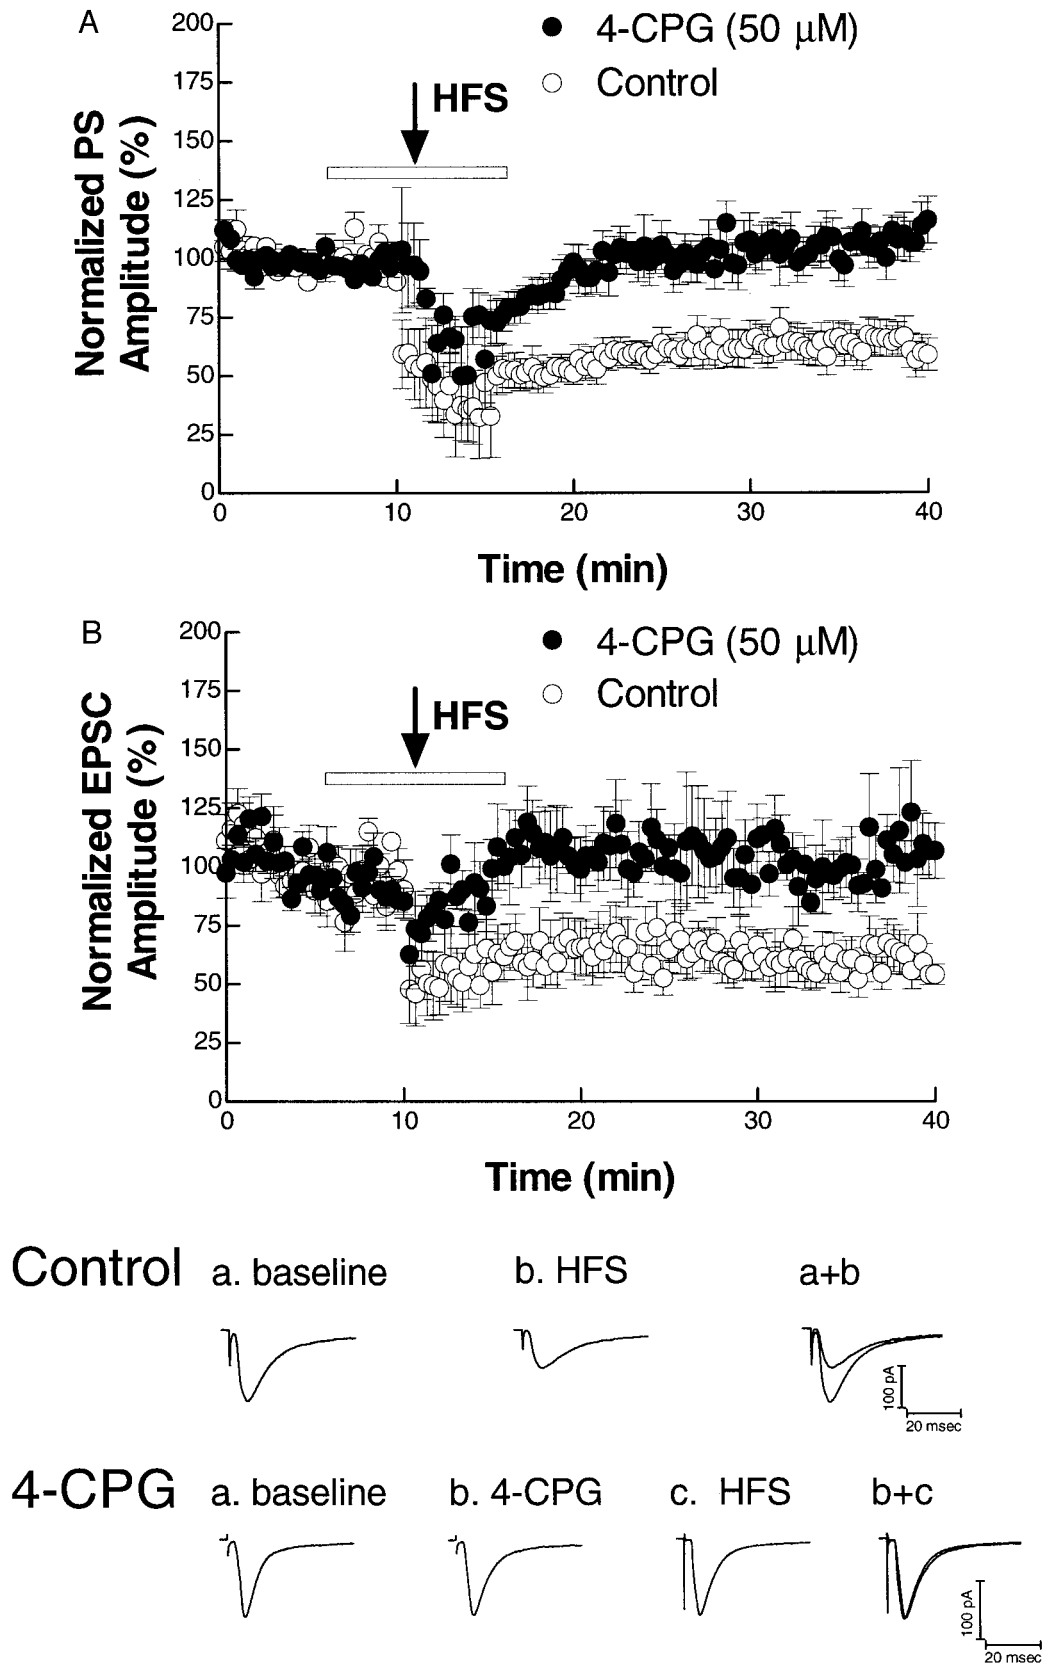 A
4-CPG (50 µM)
Control
HFS
Normalized PS
Amplitude (%)
200
175
150
125
100
75
50
25
0
0 10 20 30 40
Time (min)
B
4-CPG (50 µM)
Control
HFS
Normalized EPSC
Amplitude (%)
200
175
150
125
100
75
50
25
0
0 10 20 30 40
Time (min)
Control a. baseline b. HFS a+b
100 pA
20 msec
4-CPG a. baseline b. 4-CPG c. HFS b+c
100 pA
20 msec